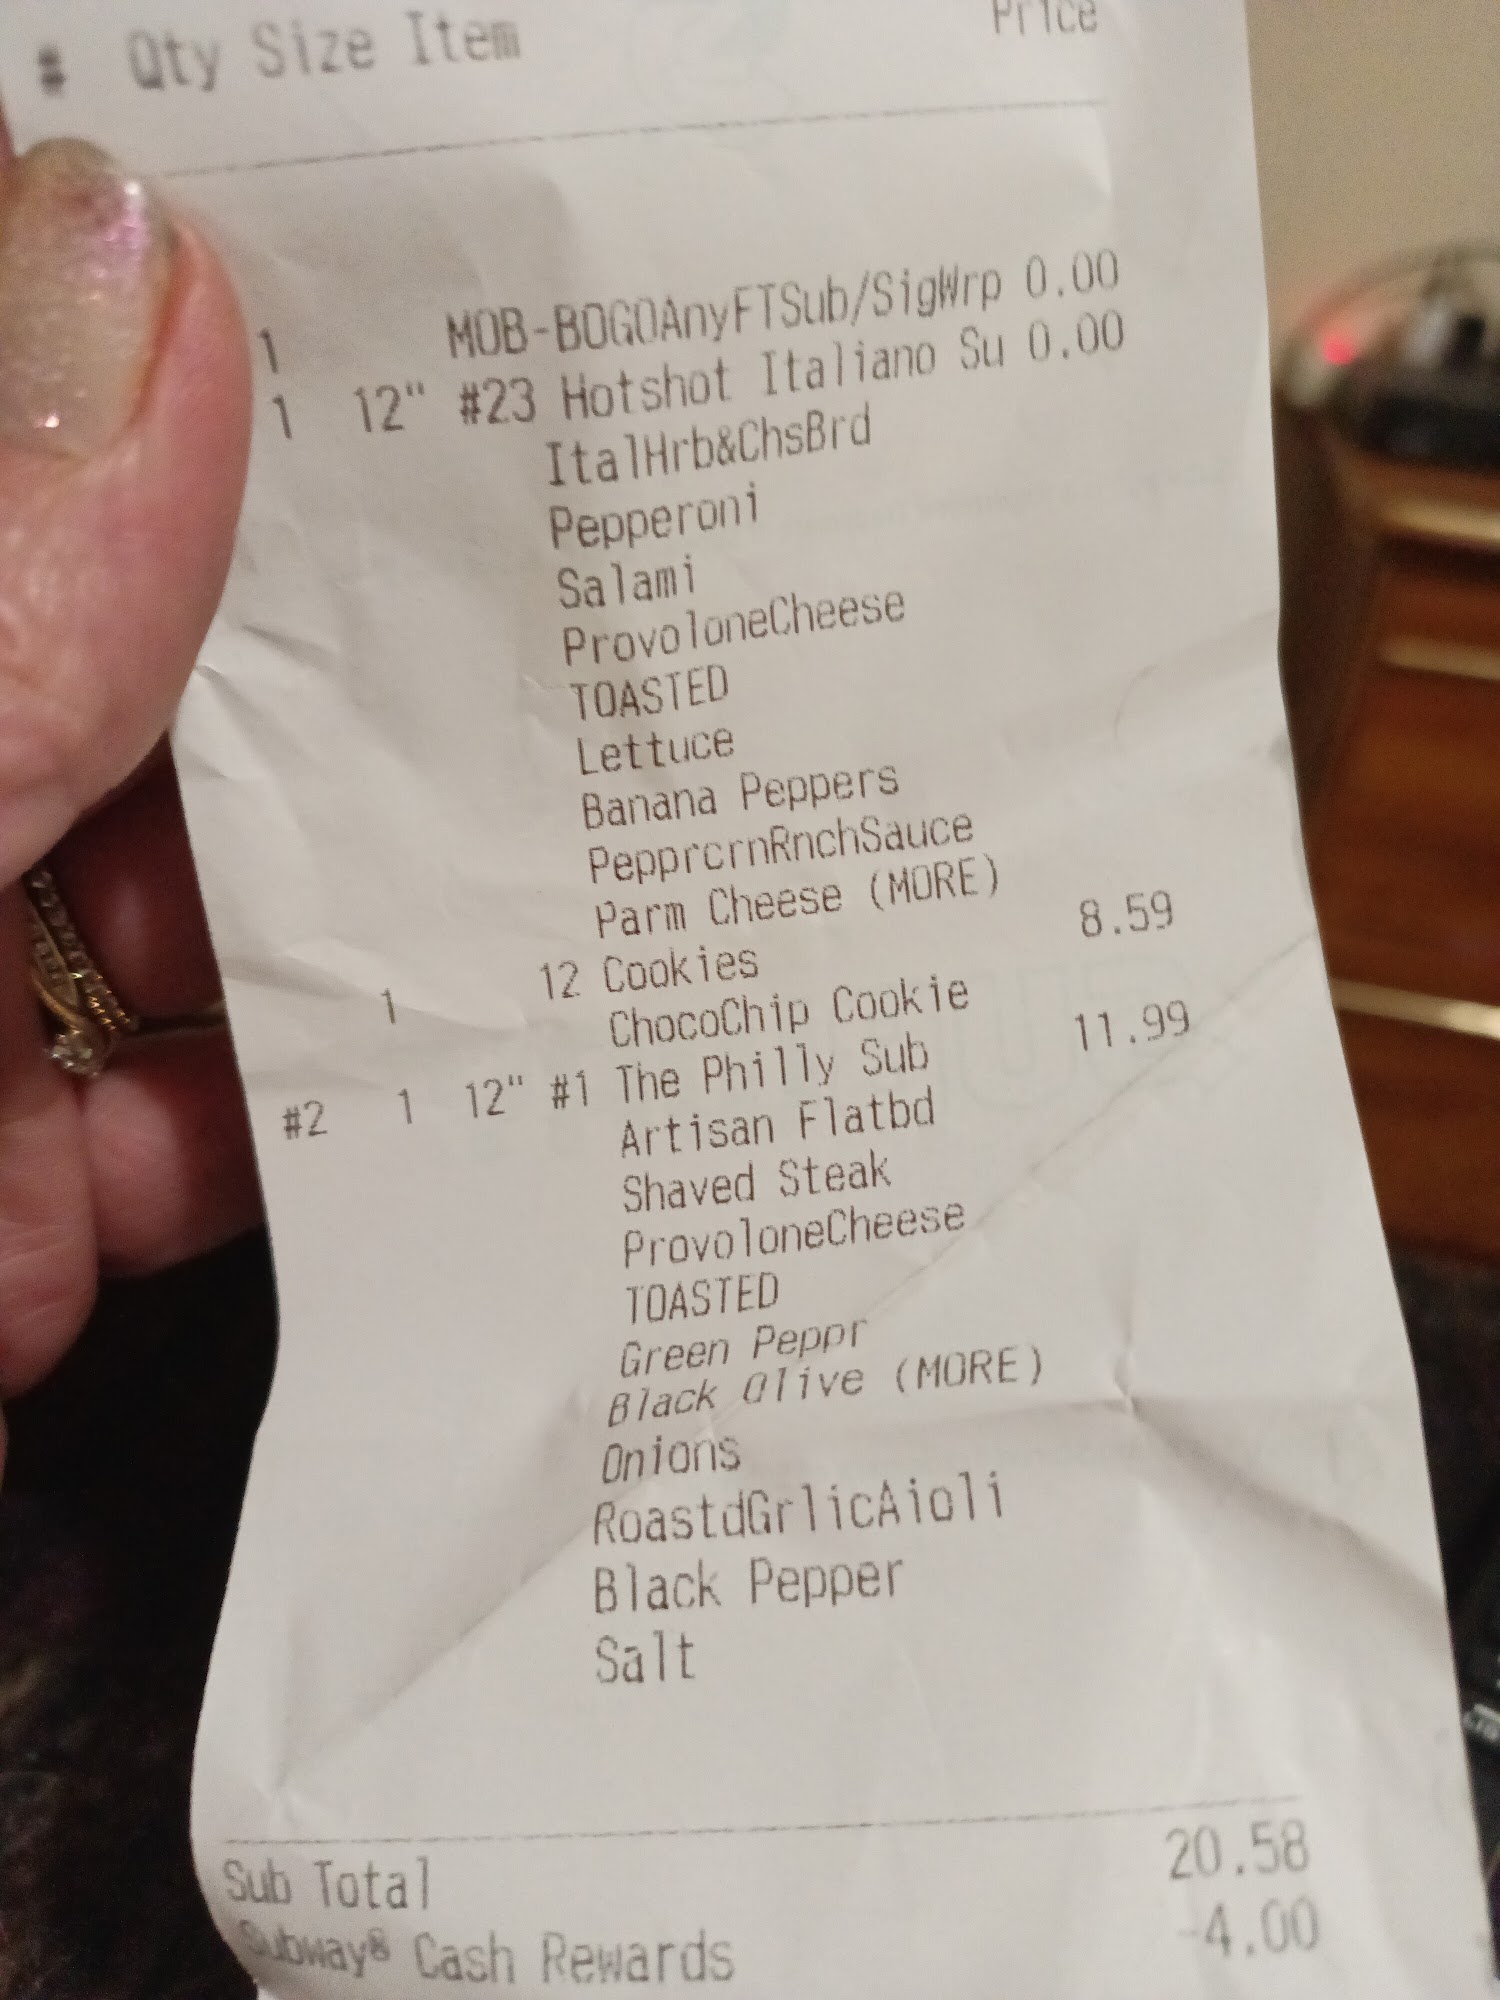 # Qty Size Item Price
1 MOB-BOGOAnyFTSub/SigWrp 0.00
1 12" #23 Hotshot Italiano Su 0.00
ItalHrb&ChsBrd
Pepperoni
Salami
ProvoloneCheese
TOASTED
Lettuce
Banana Peppers
PepprcrnRnchSauce
Parm Cheese (MORE)
1 12 Cookies 8.59
ChocoChip Cookie
#2 1 12" #1 The Philly Sub 11.99
Artisan Flatbd
Shaved Steak
ProvoloneCheese
TOASTED
Green Peppr
Black Olive (MORE)
Onions
RoastdGrlicAioli
Black Pepper
Salt
Sub Total 20.58
Subway® Cash Rewards -4.00